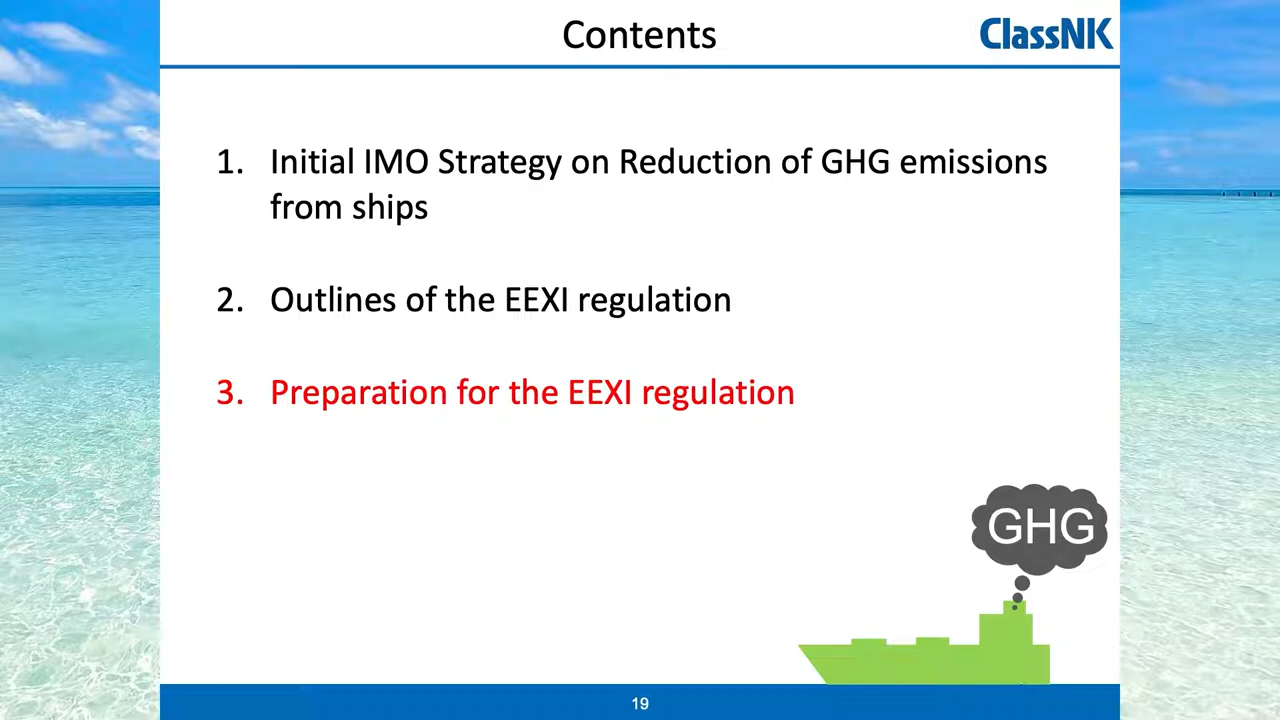 Contents
ClassNK
1. Initial IMO Strategy on Reduction of GHG emissions
from ships
2. Outlines of the EEXI regulation
3. Preparation for the EEXI regulation
GHG
19